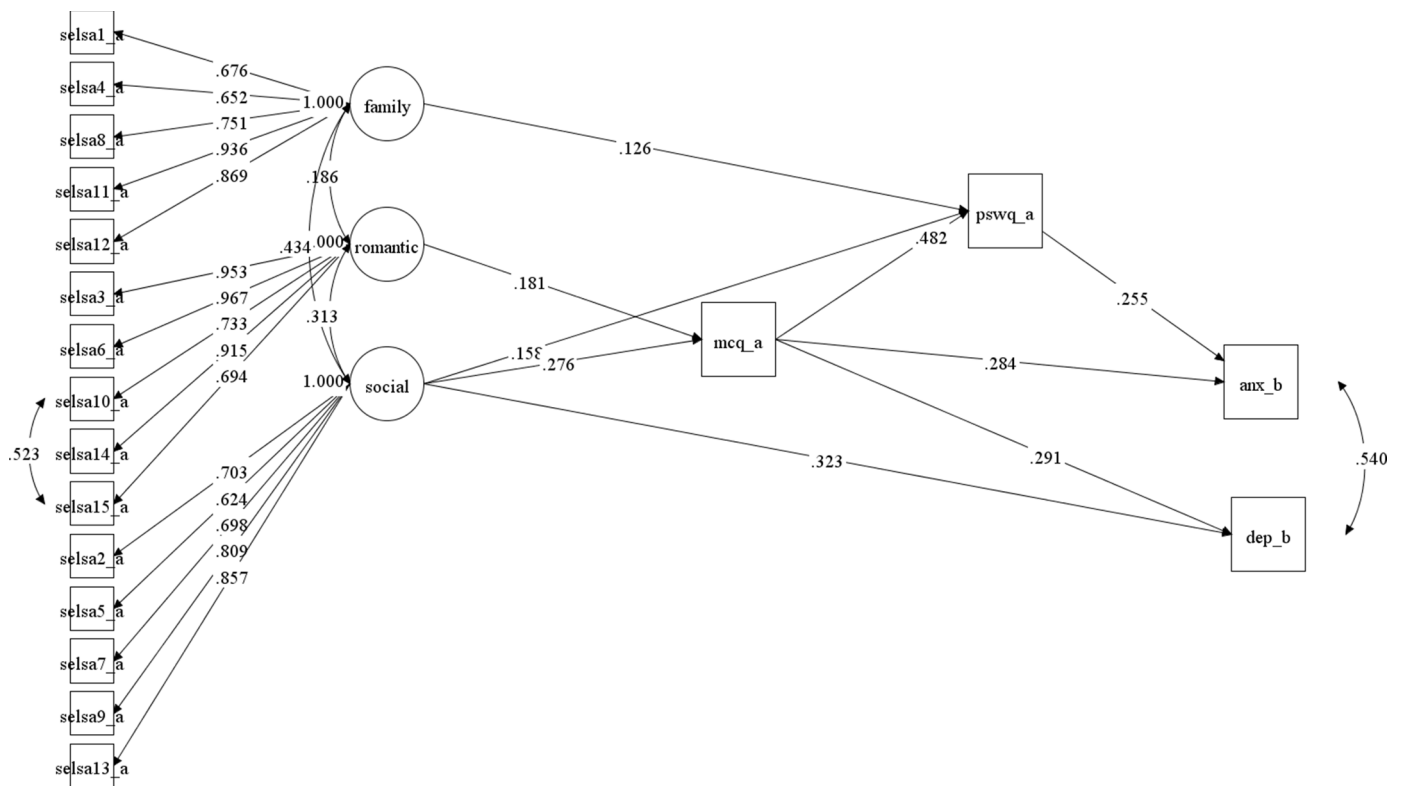 selsa1_a
selsa4_a
selsa8_a
selsa11_a
selsa12_a
selsa3_a
selsa6_a
selsa10_a
selsa14_a
selsa15_a
selsa2_a
selsa5_a
selsa7_a
selsa9_a
selsa13_a
.523
.676
.652
.751
.936
.869
.953
.967
.733
.915
.694
.703
.624
.698
.809
.857
1.000
family
.186
.434
.000
romantic
.313
1.000
social
.126
.181
.158
.276
.323
mcq_a
.482
pswq_a
.284
.291
.255
anx_b
dep_b
.540